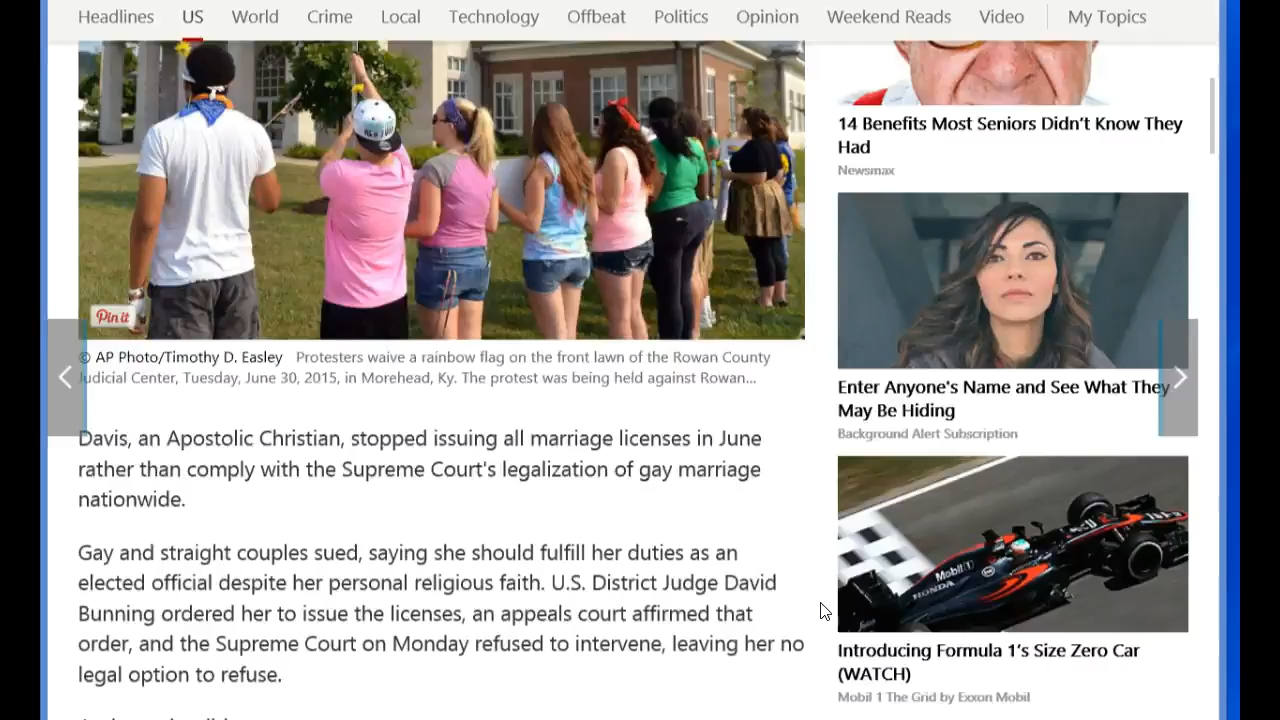 Headlines US World Crime Local Technology Offbeat Politics Opinion Weekend Reads Video My Topics
Pin it
© AP Photo/Timothy D. Easley Protesters waive a rainbow flag on the front lawn of the Rowan County
Judicial Center, Tuesday, June 30, 2015, in Morehead, Ky. The protest was being held against Rowan...
Davis, an Apostolic Christian, stopped issuing all marriage licenses in June
rather than comply with the Supreme Court's legalization of gay marriage
nationwide.
Gay and straight couples sued, saying she should fulfill her duties as an
elected official despite her personal religious faith. U.S. District Judge David
Bunning ordered her to issue the licenses, an appeals court affirmed that
order, and the Supreme Court on Monday refused to intervene, leaving her no
legal option to refuse.
14 Benefits Most Seniors Didn't Know They
Had
Newsmax
Enter Anyone's Name and See What They
May Be Hiding
Background Alert Subscription
Mobil 1
HONDA
Introducing Formula 1's Size Zero Car
(WATCH)
Mobil 1 The Grid by Exxon Mobil